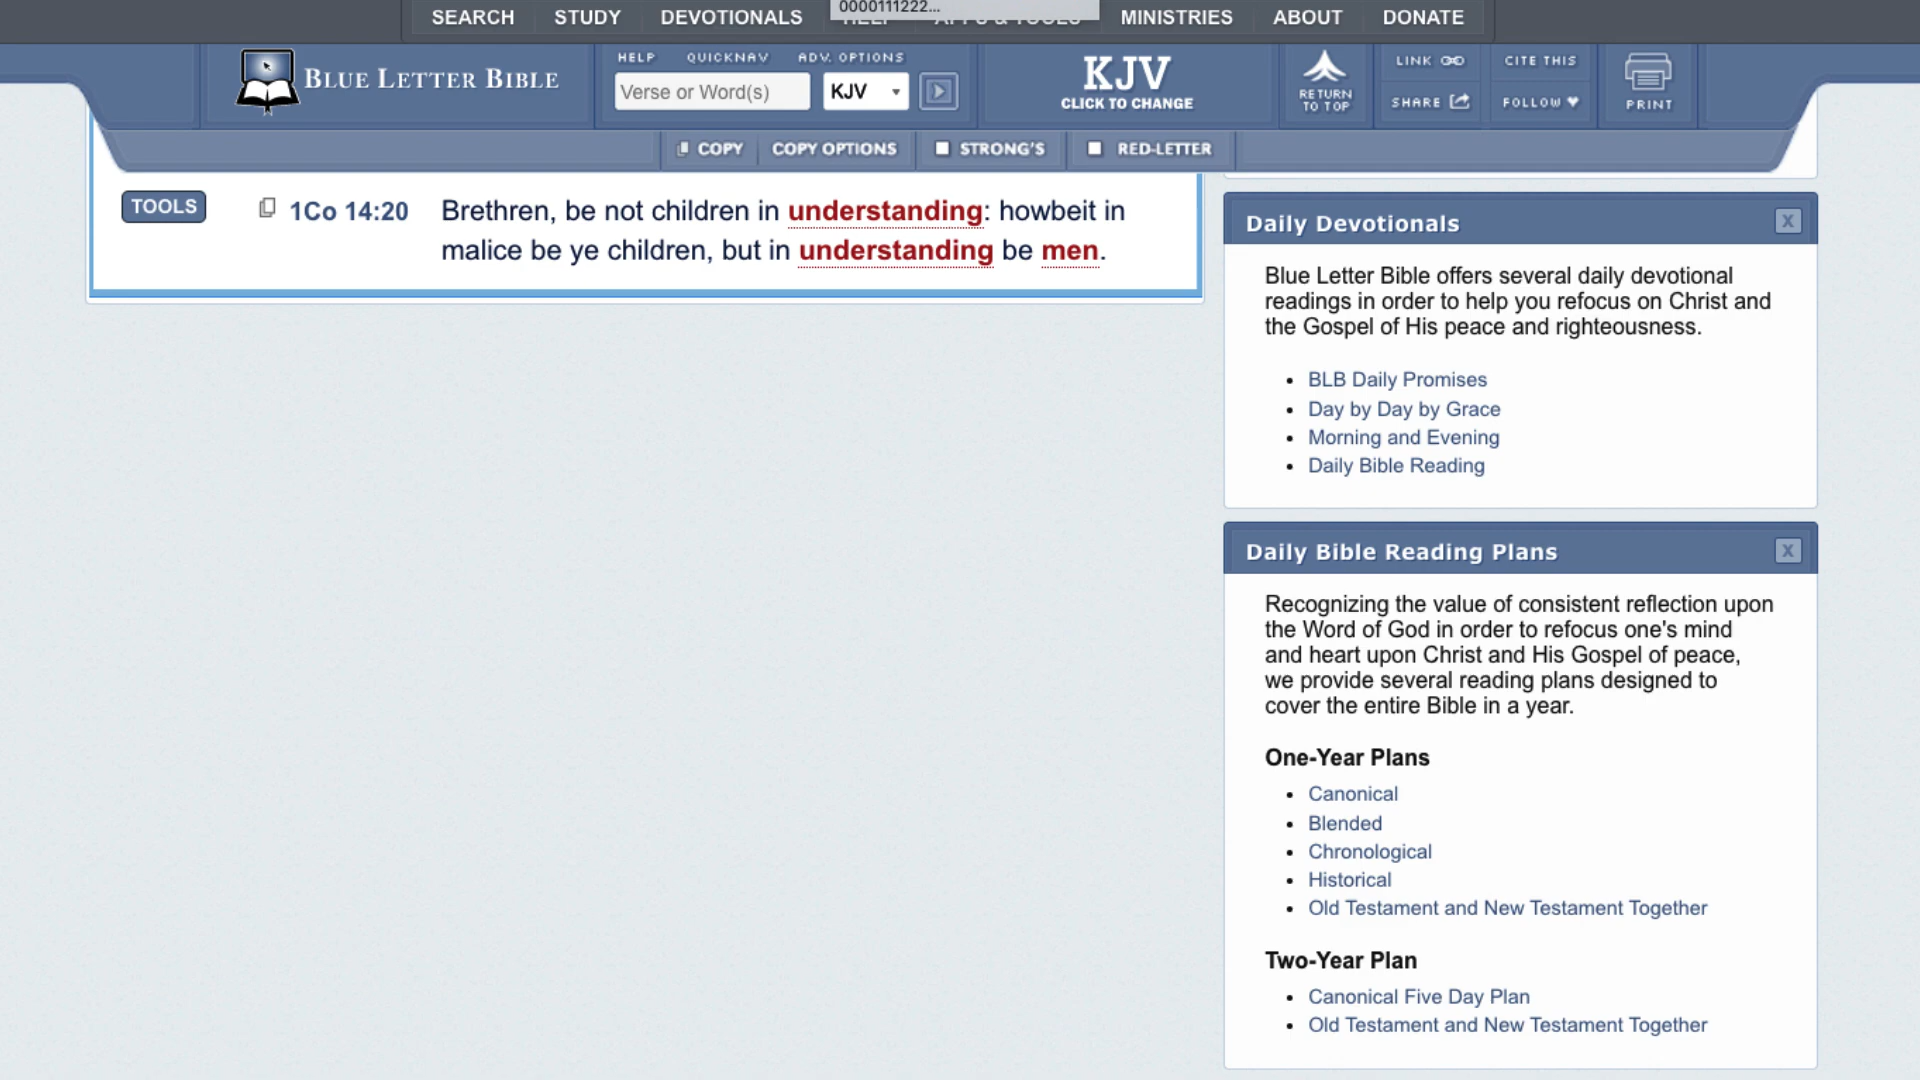 0000111222...
SEARCH STUDY DEVOTIONALS HELP APPS & TOOLS MINISTRIES ABOUT DONATE
BLUE LETTER BIBLE
HELP QUICKNAV ADV. OPTIONS
Verse or Word(s) KJV
KJV
CLICK TO CHANGE
RETURN
TO TOP
LINK CITE THIS
SHARE FOLLOW
PRINT
COPY COPY OPTIONS STRONG'S RED-LETTER
TOOLS 1Co 14:20 Brethren, be not children in understanding: howbeit in
malice be ye children, but in understanding be men.
Daily Devotionals X
Blue Letter Bible offers several daily devotional
readings in order to help you refocus on Christ and
the Gospel of His peace and righteousness.
• BLB Daily Promises
• Day by Day by Grace
• Morning and Evening
• Daily Bible Reading
Daily Bible Reading Plans X
Recognizing the value of consistent reflection upon
the Word of God in order to refocus one's mind
and heart upon Christ and His Gospel of peace,
we provide several reading plans designed to
cover the entire Bible in a year.
One-Year Plans
• Canonical
• Blended
• Chronological
• Historical
• Old Testament and New Testament Together
Two-Year Plan
• Canonical Five Day Plan
• Old Testament and New Testament Together